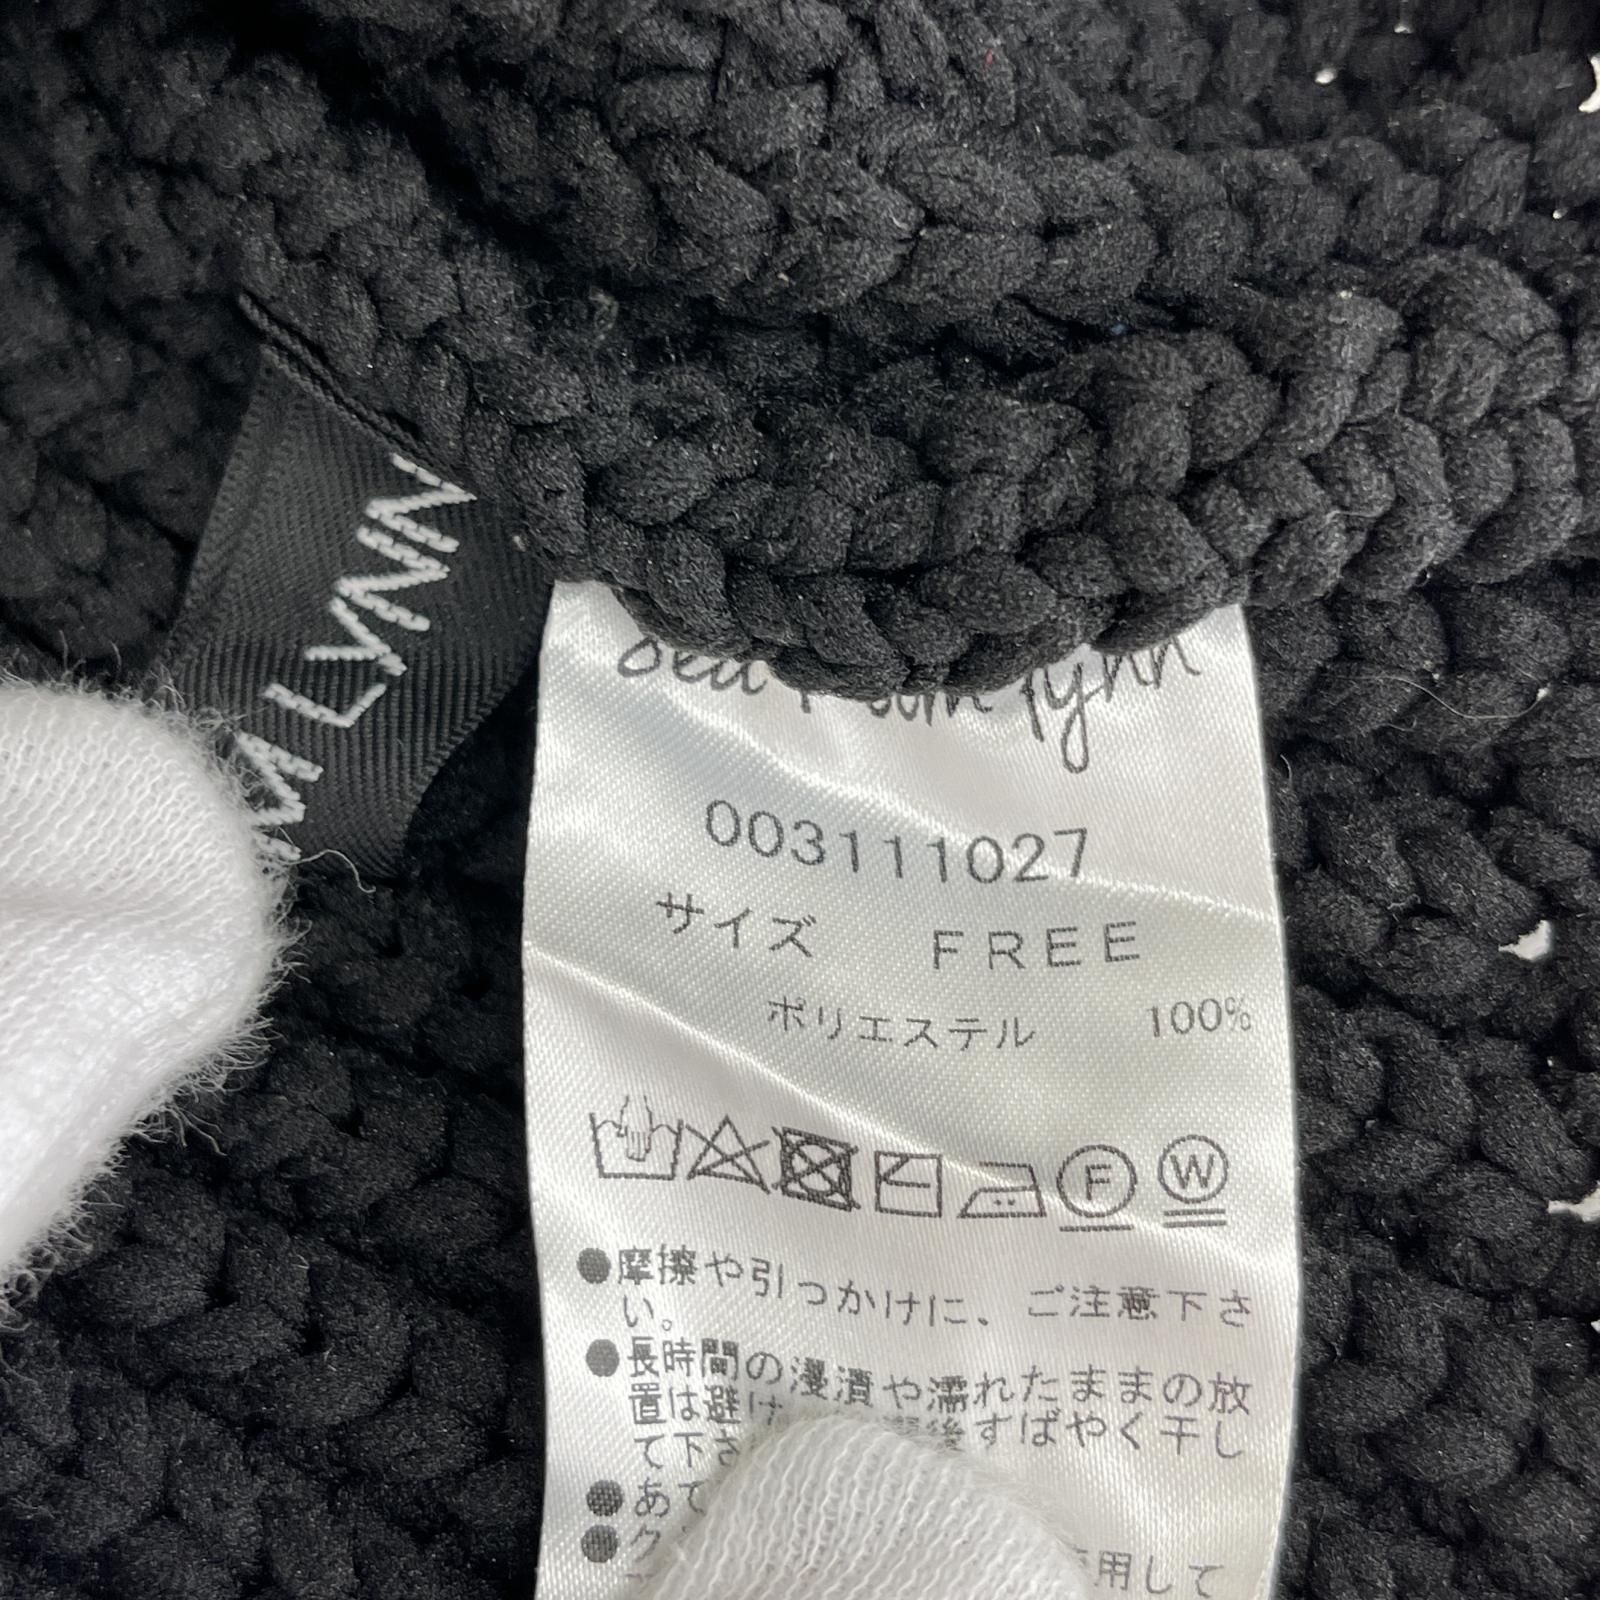 M LYNN
lynn
003111027
サイズ FREE
ポリエステル 100%
F W
●摩擦や引っかけに、ご注意下さ
い。
●長時間の浸漬や濡れたままの放
置は避け 後すばやく干し
て下さ
●あて
●ク 用して